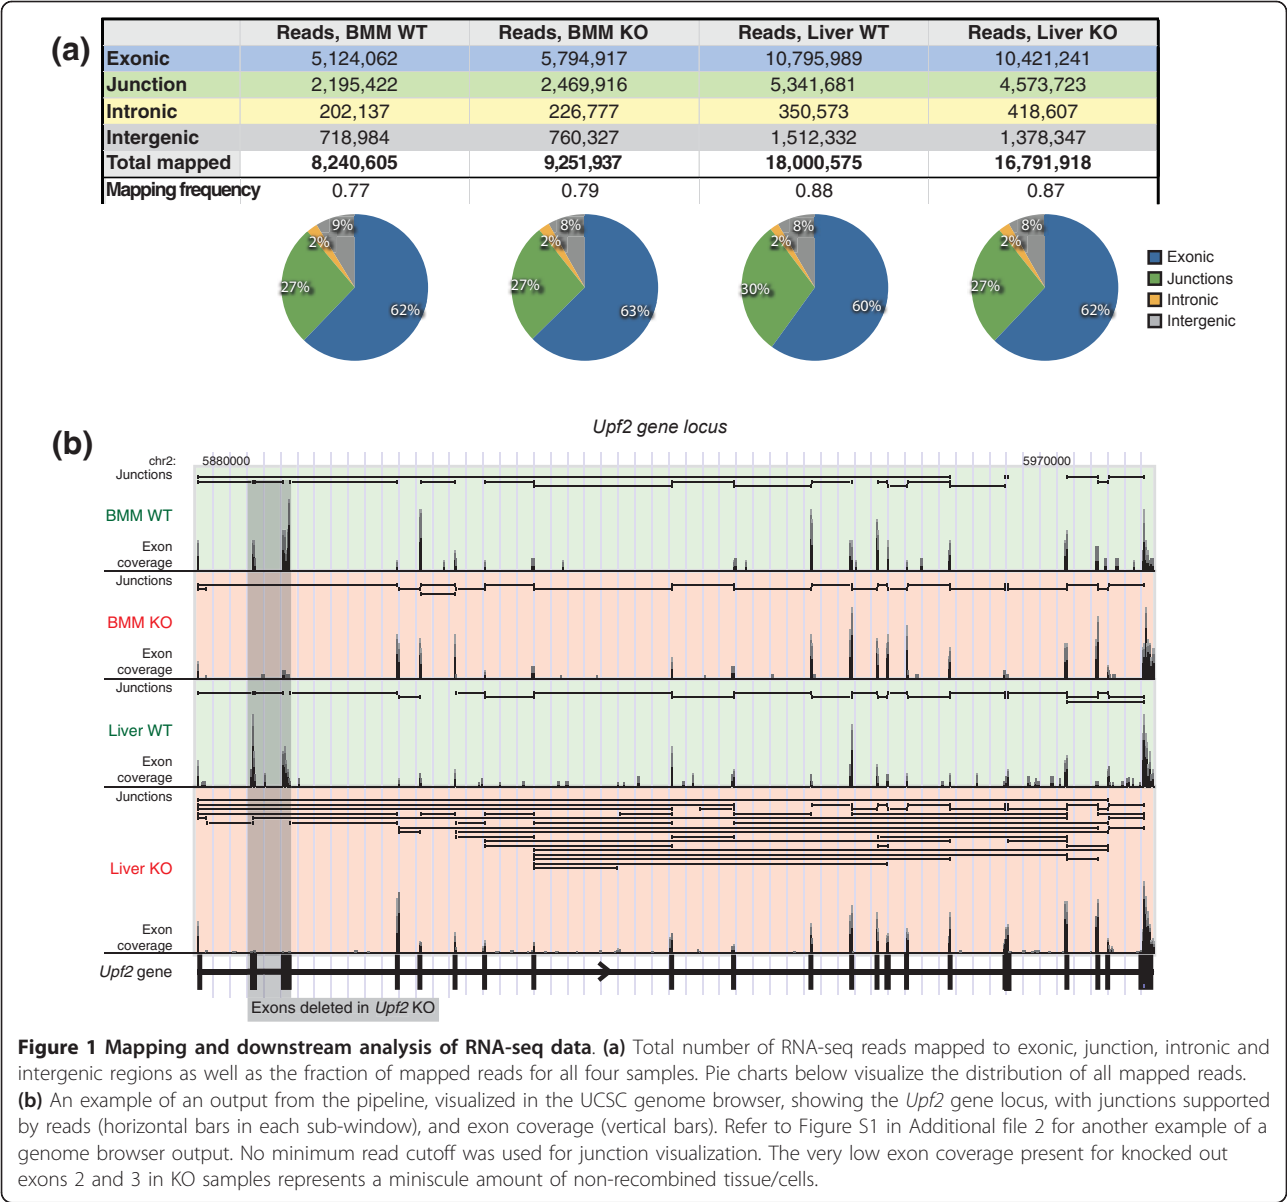 (a)
Reads, BMM WT Reads, BMM KO Reads, Liver WT Reads, Liver KO
Exonic 5,124,062 5,794,917 10,795,989 10,421,241
Junction 2,195,422 2,469,916 5,341,681 4,573,723
Intronic 202,137 226,777 350,573 418,607
Intergenic 718,984 760,327 1,512,332 1,378,347
Total mapped 8,240,605 9,251,937 18,000,575 16,791,918
Mapping frequency 0.77 0.79 0.88 0.87
9% 2% 27% 62%
8% 2% 27% 63%
8% 2% 30% 60%
8% 2% 27% 62%
Exonic
Junctions
Intronic
Intergenic
(b)
Upf2 gene locus
chr2: 5880000 5970000
Junctions
BMM WT
Exon
coverage
Junctions
BMM KO
Exon
coverage
Junctions
Liver WT
Exon
coverage
Junctions
Liver KO
Exon
coverage
Upf2 gene
Exons deleted in Upf2 KO
Figure 1 Mapping and downstream analysis of RNA-seq data. (a) Total number of RNA-seq reads mapped to exonic, junction, intronic and
intergenic regions as well as the fraction of mapped reads for all four samples. Pie charts below visualize the distribution of all mapped reads.
(b) An example of an output from the pipeline, visualized in the UCSC genome browser, showing the Upf2 gene locus, with junctions supported
by reads (horizontal bars in each sub-window), and exon coverage (vertical bars). Refer to Figure S1 in Additional file 2 for another example of a
genome browser output. No minimum read cutoff was used for junction visualization. The very low exon coverage present for knocked out
exons 2 and 3 in KO samples represents a miniscule amount of non-recombined tissue/cells.